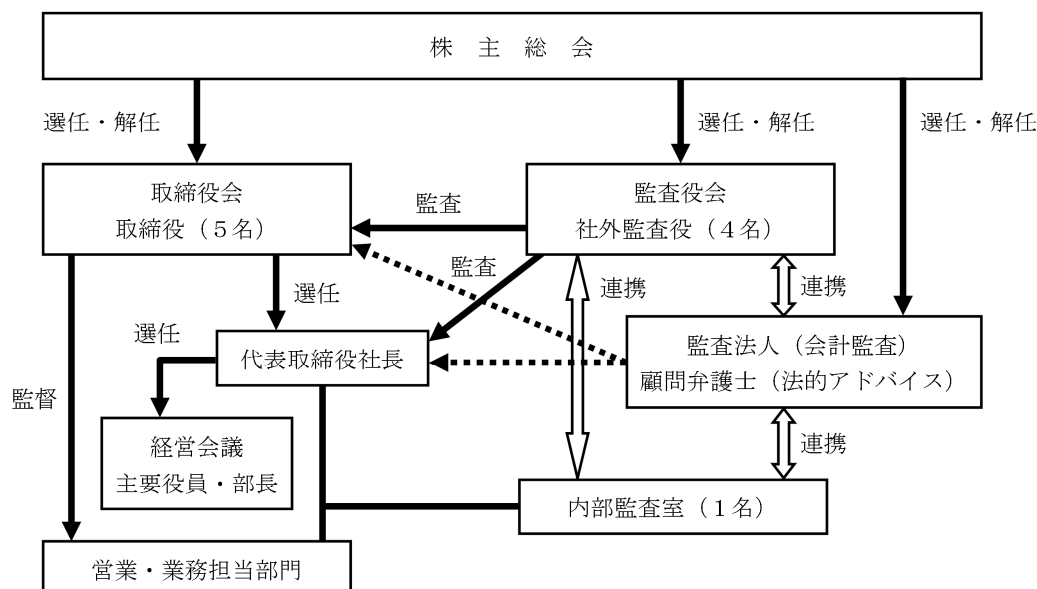 株 主 総 会
選任・解任
選任・解任
選任・解任
取締役会
取締役（５名）
監査
監査役会
社外監査役（４名）
監査
選任
連携
連携
選任
代表取締役社長
監査法人（会計監査）
顧問弁護士（法的アドバイス）
監督
経営会議
主要役員・部長
連携
内部監査室（１名）
営業・業務担当部門